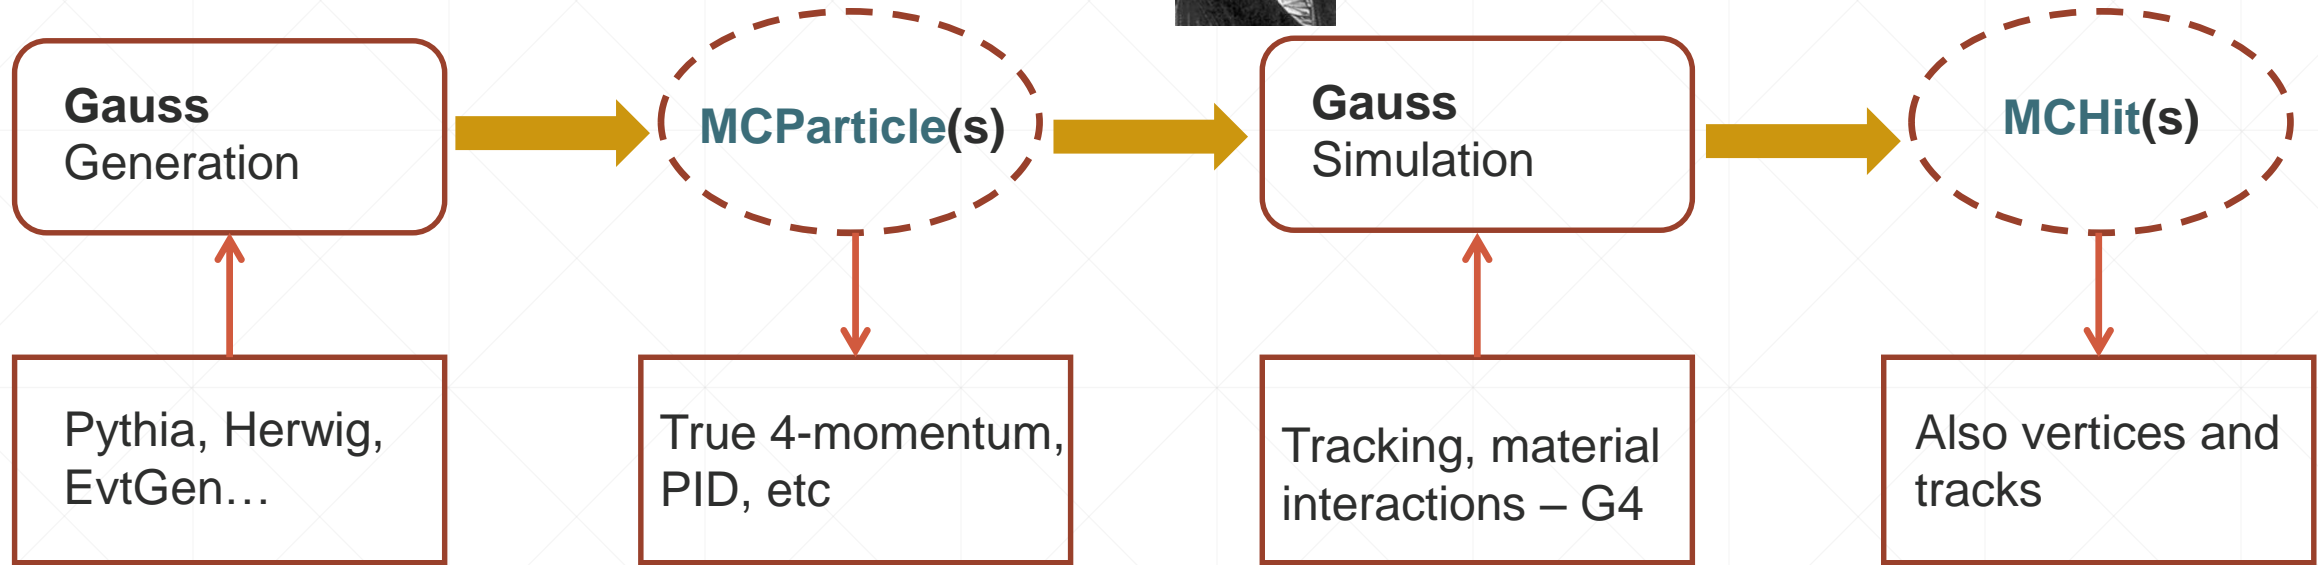 Gauss
Generation
MCParticle(s)
Gauss
Simulation
MCHit(s)
Pythia, Herwig,
EvtGen…
True 4-momentum,
PID, etc
Tracking, material
interactions – G4
Also vertices and
tracks